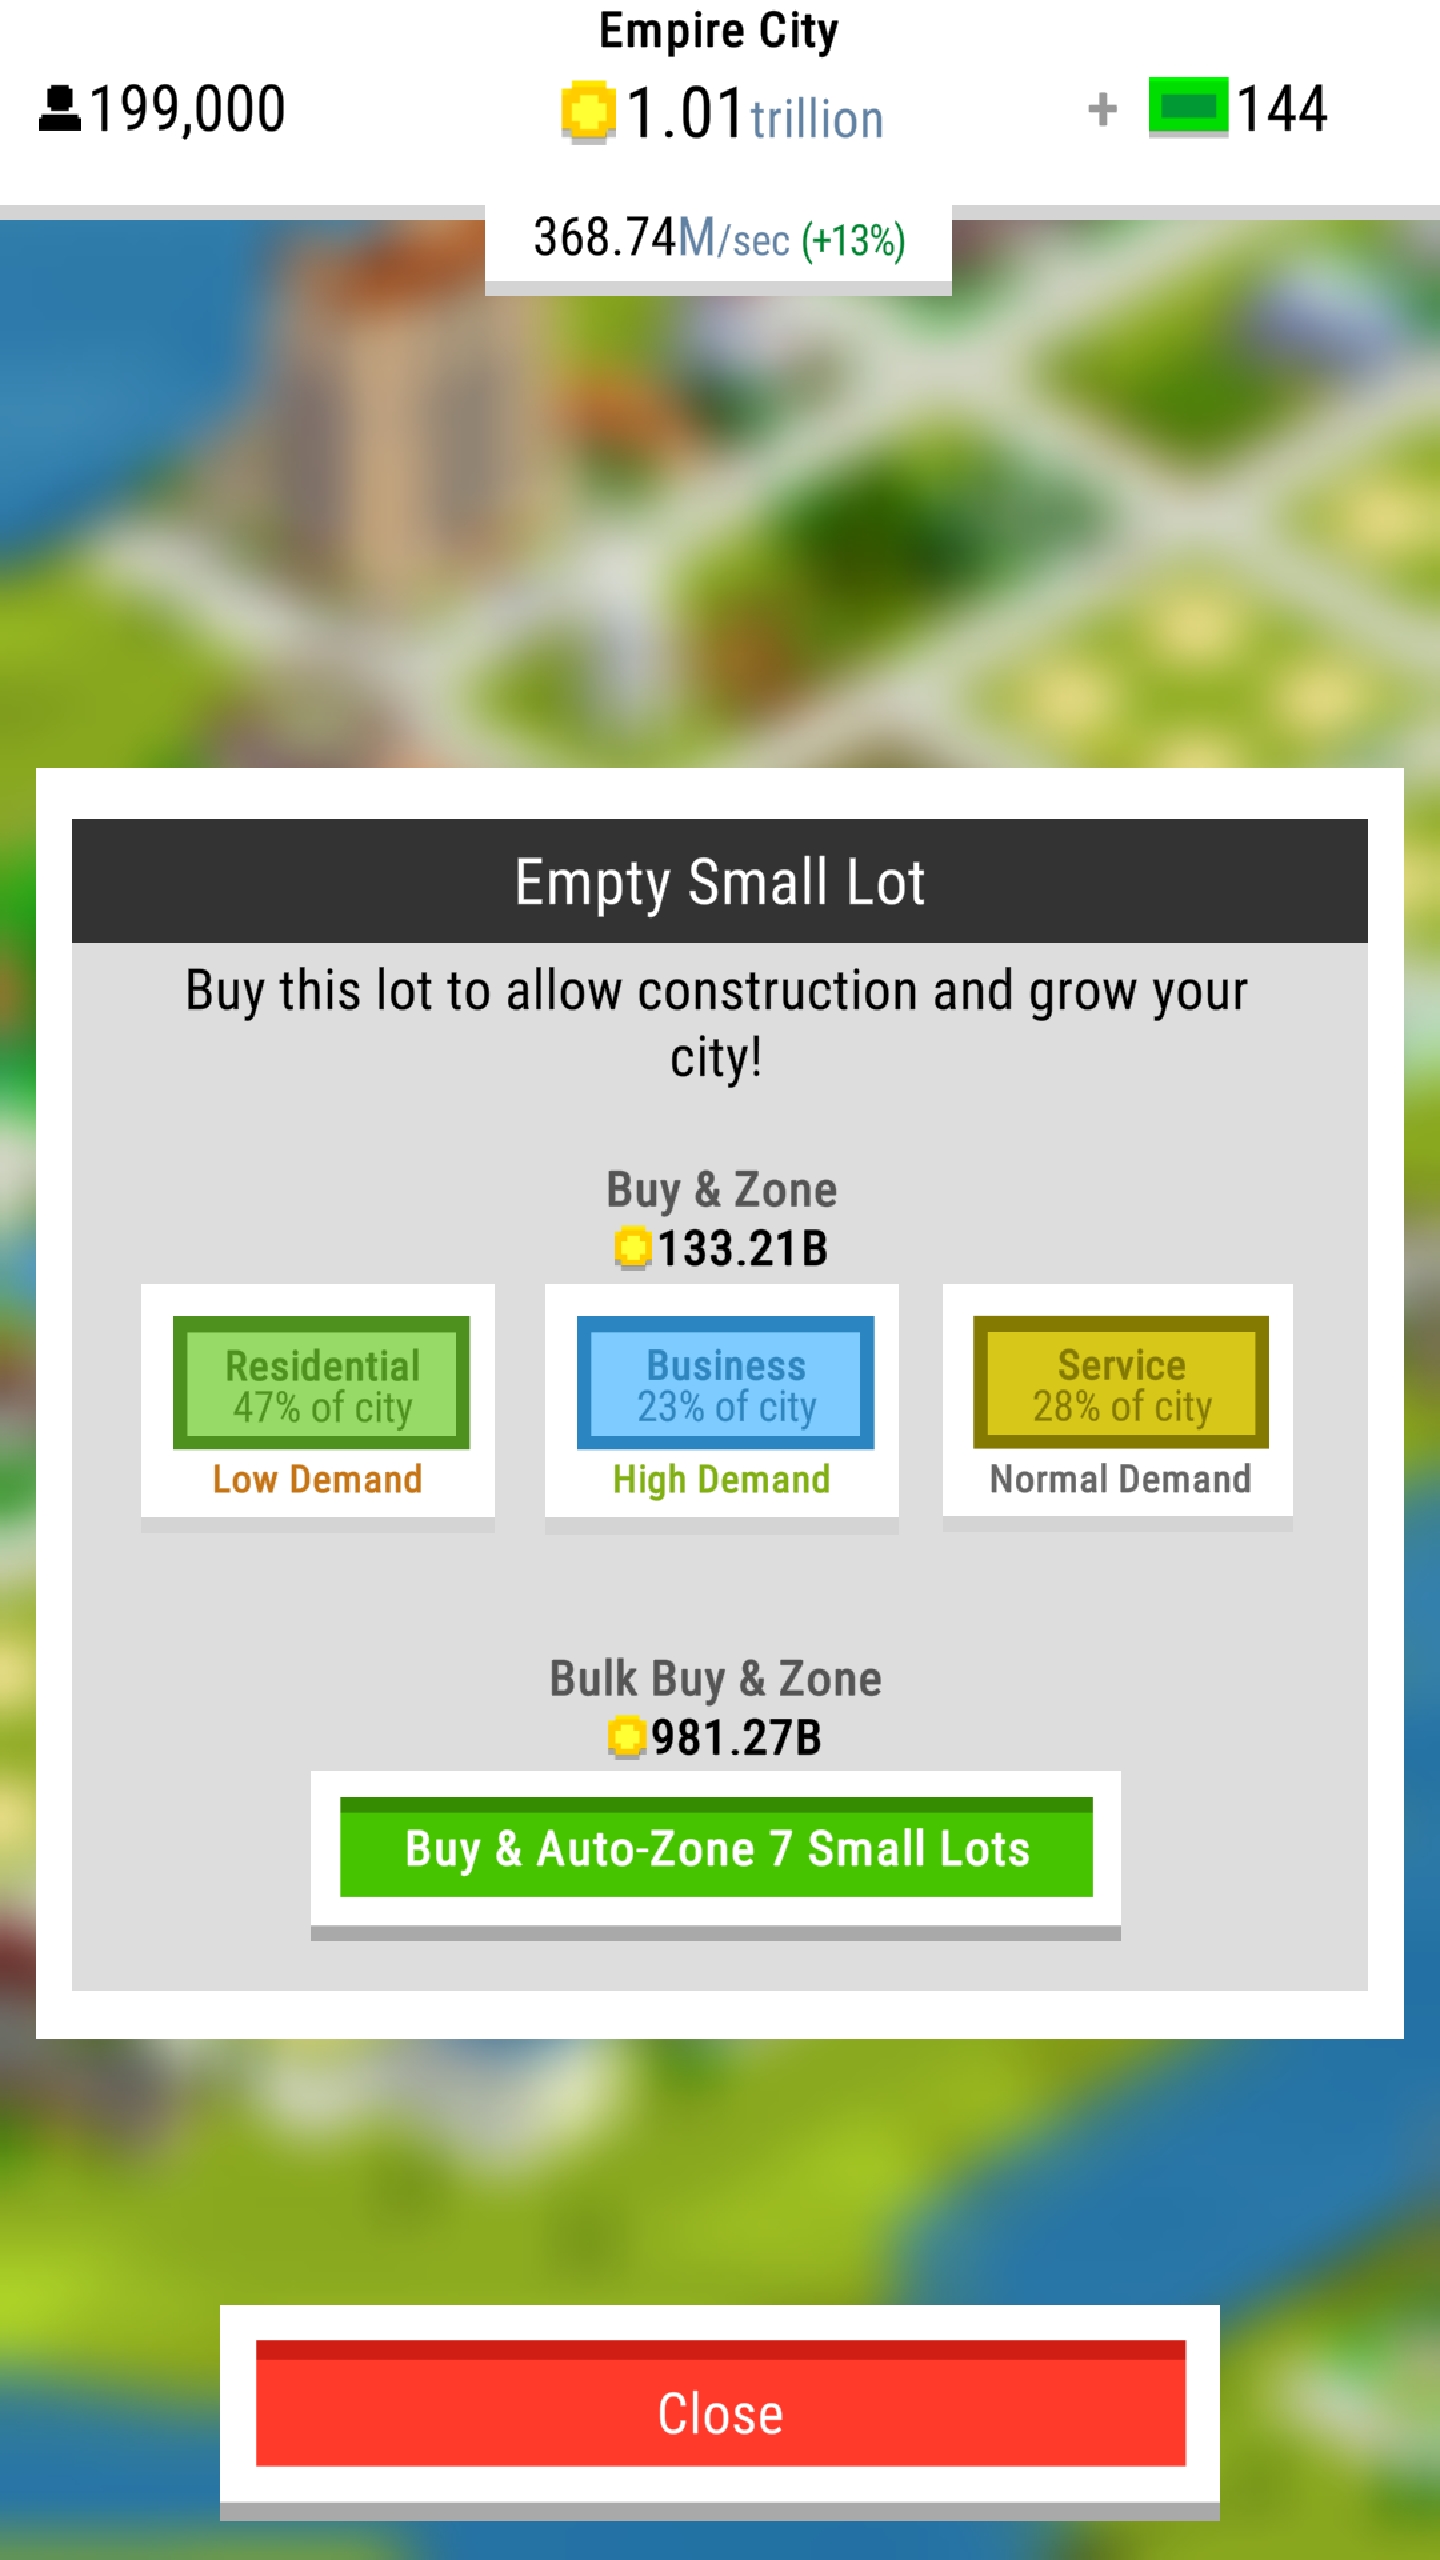 Empire City
199,000
1.01 trillion
+ 144
368.74M/sec (+13%)
Empty Small Lot
Buy this lot to allow construction and grow your
city!
Buy & Zone
133.21B
Residential
47% of city
Low Demand
Business
23% of city
High Demand
Service
28% of city
Normal Demand
Bulk Buy & Zone
981.27B
Buy & Auto-Zone 7 Small Lots
Close